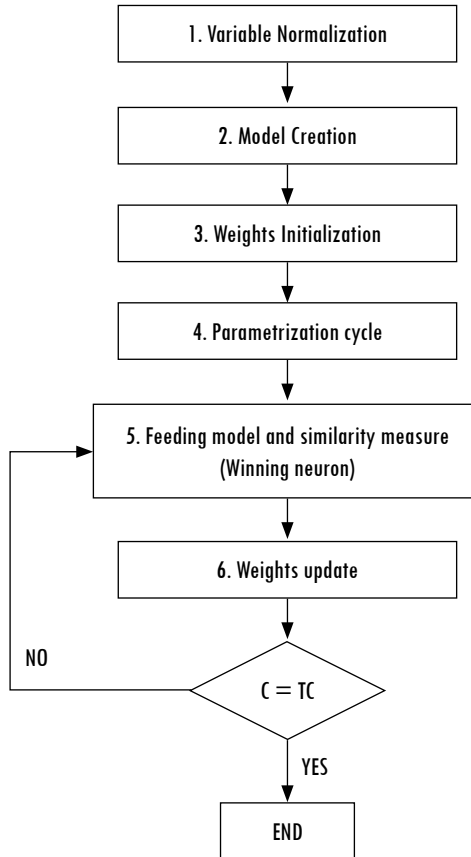 1. Variable Normalization
2. Model Creation
3. Weights Initialization
4. Parametrization cycle
5. Feeding model and similarity measure
(Winning neuron)
6. Weights update
NO
C = TC
YES
END